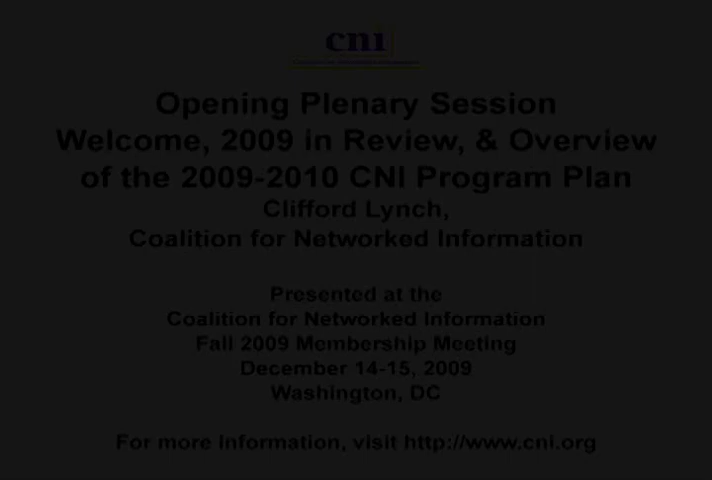 cni
Opening Plenary Session
Welcome, 2009 in Review, & Overview
of the 2009-2010 CNI Program Plan
Clifford Lynch,
Coalition for Networked Information
Presented at the
Coalition for Networked Information
Fall 2009 Membership Meeting
December 14-15, 2009
Washington, DC
For more information, visit http://www.cni.org